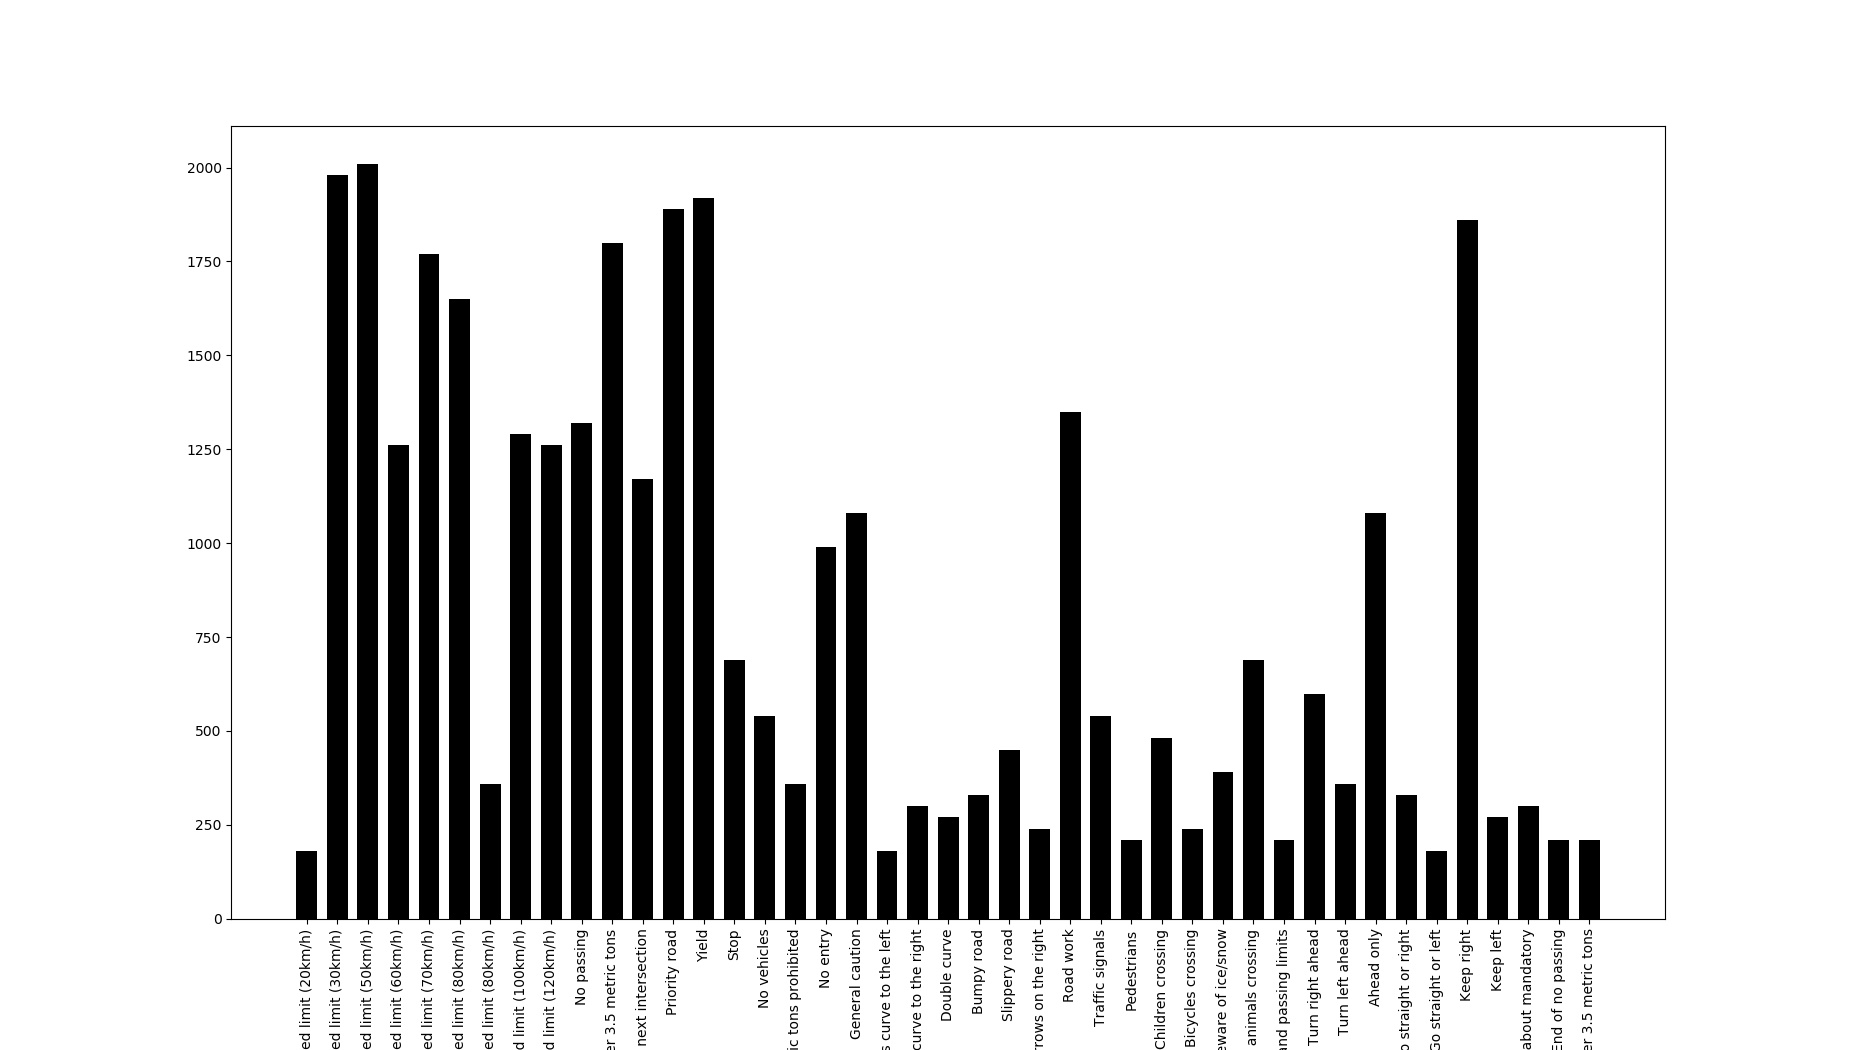 2000
1750
1500
1250
1000
750
500
250
0
ed limit (20km/h)
ed limit (30km/h)
ed limit (50km/h)
ed limit (60km/h)
ed limit (70km/h)
ed limit (80km/h)
ed limit (80km/h)
d limit (100km/h)
d limit (120km/h)
No passing
er 3.5 metric tons
next intersection
Priority road
Yield
Stop
No vehicles
ic tons prohibited
No entry
General caution
s curve to the left
curve to the right
Double curve
Bumpy road
Slippery road
rrows on the right
Road work
Traffic signals
Pedestrians
Children crossing
Bicycles crossing
eware of ice/snow
animals crossing
and passing limits
Turn right ahead
Turn left ahead
Ahead only
o straight or right
Go straight or left
Keep right
Keep left
about mandatory
End of no passing
er 3.5 metric tons